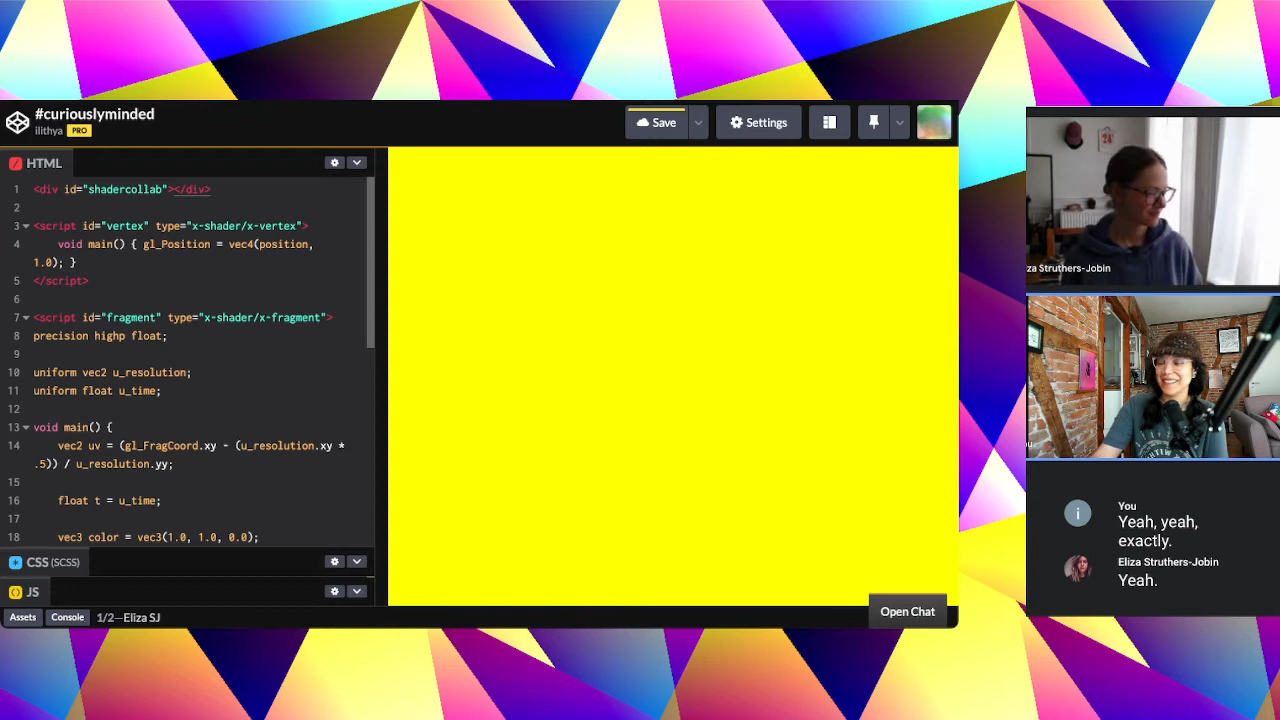 #curiouslyminded
ilithya PRO
Save
Settings
HTML
1 <div id="shadercollab"></div>
2
3 <script id="vertex" type="x-shader/x-vertex">
4 void main() { gl_Position = vec4(position,
1.0); }
5 </script>
6
7 <script id="fragment" type="x-shader/x-fragment">
8 precision highp float;
9
10 uniform vec2 u_resolution;
11 uniform float u_time;
12
13 void main() {
14 vec2 uv = (gl_FragCoord.xy - (u_resolution.xy *
.5)) / u_resolution.yy;
15
16 float t = u_time;
17
18 vec3 color = vec3(1.0, 1.0, 0.0);
CSS (SCSS)
JS
Assets
Console
1/2—Eliza SJ
Open Chat
iza Struthers-Jobin
You
Yeah, yeah,
exactly.
Eliza Struthers-Jobin
Yeah.